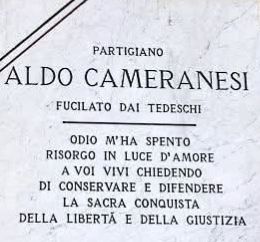 PARTIGIANO
ALDO CAMERANESI
FUCILATO DAI TEDESCHI
ODIO M'HA SPENTO
RISORGO IN LUCE D'AMORE
A VOI VIVI CHIEDENDO
DI CONSERVARE E DIFENDERE
LA SACRA CONQUISTA
DELLA LIBERTÁ E DELLA GIUSTIZIA